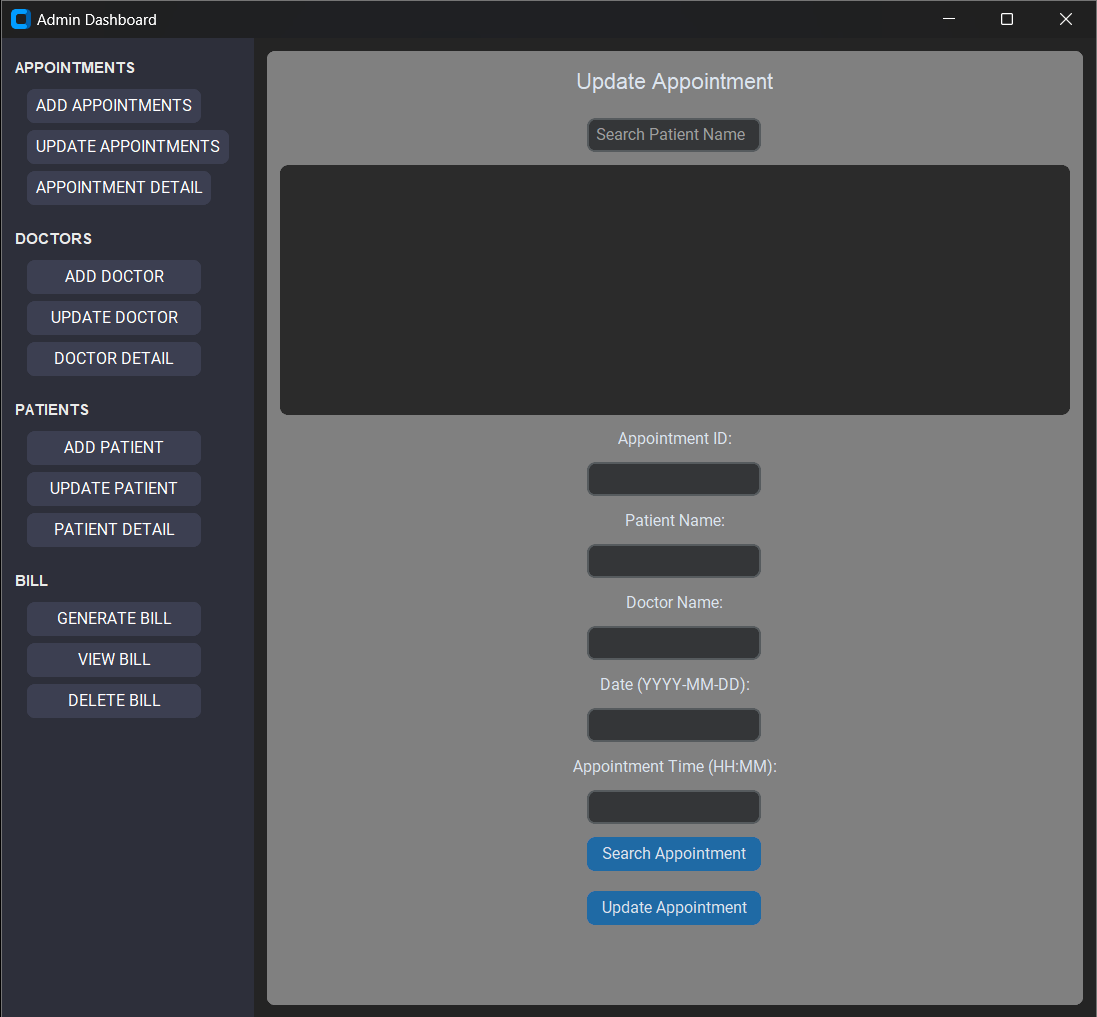 Admin Dashboard
APPOINTMENTS
ADD APPOINTMENTS
UPDATE APPOINTMENTS
APPOINTMENT DETAIL
DOCTORS
ADD DOCTOR
UPDATE DOCTOR
DOCTOR DETAIL
PATIENTS
ADD PATIENT
UPDATE PATIENT
PATIENT DETAIL
BILL
GENERATE BILL
VIEW BILL
DELETE BILL
Update Appointment
Search Patient Name
Appointment ID:
Patient Name:
Doctor Name:
Date (YYYY-MM-DD):
Appointment Time (HH:MM):
Search Appointment
Update Appointment